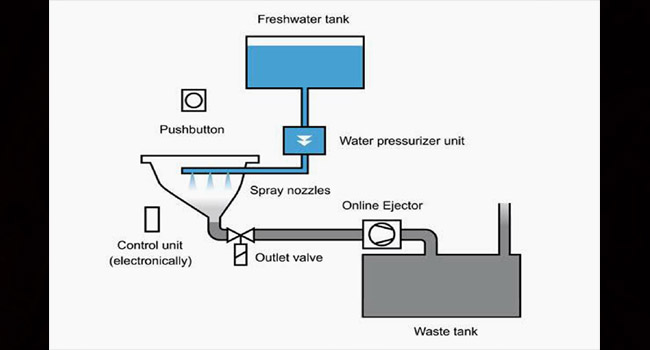 Freshwater tank
Pushbutton
Water pressurizer unit
Spray nozzles
Online Ejector
Control unit
(electronically)
Outlet valve
Waste tank